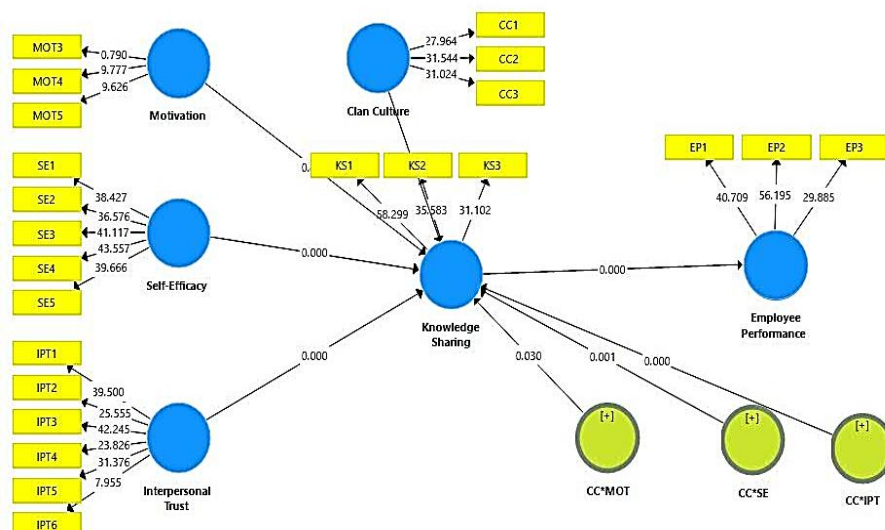 MOT3
MOT4
MOT5
0.790
9.777
9.626
Motivation
CC1
CC2
CC3
27.964
31.544
31.024
Clan Culture
SE1
SE2
SE3
SE4
SE5
38.427
36.576
41.117
43.557
39.666
Self-Efficacy
KS1
KS2
KS3
58.299
35.583
31.102
Knowledge
Sharing
EP1
EP2
EP3
40.709
56.195
29.885
Employee
Performance
0.000
0.000
0.000
IPT1
IPT2
IPT3
IPT4
IPT5
IPT6
39.500
25.555
42.245
23.826
31.376
7.955
Interpersonal
Trust
0.030
0.001
0.000
[+]
[+]
[+]
CC*MOT
CC*SE
CC*IPT